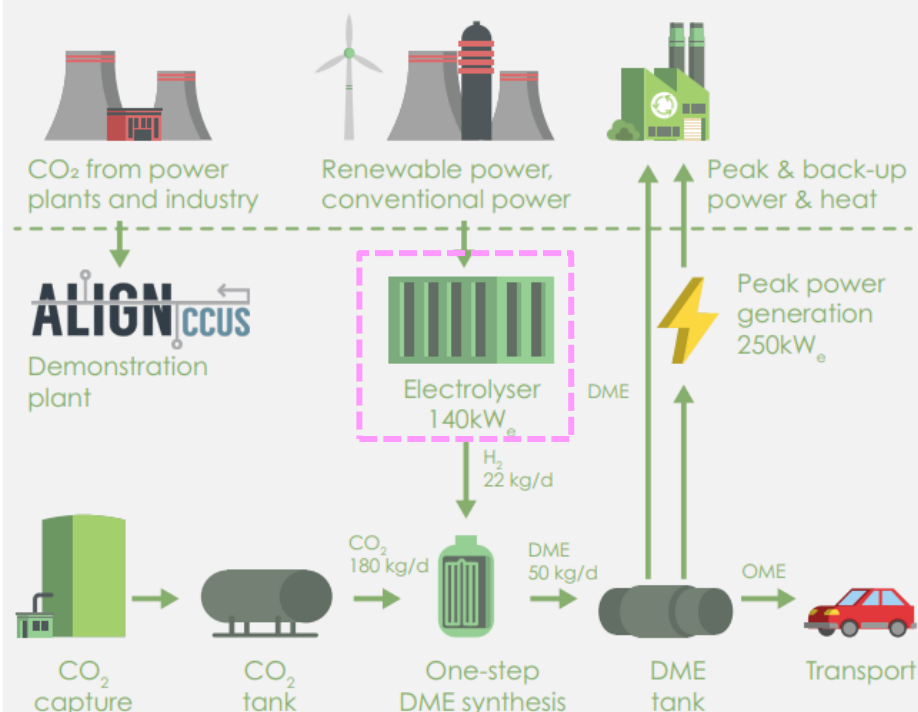 CO₂ from power
plants and industry
Renewable power,
conventional power
Peak & back-up
power & heat
ALIGN CCUS
Demonstration
plant
Electrolyser
140kWₑ
DME
Peak power
generation
250kWₑ
H₂
22 kg/d
CO₂
180 kg/d
DME
50 kg/d
OME
CO₂
capture
CO₂
tank
One-step
DME synthesis
DME
tank
Transport